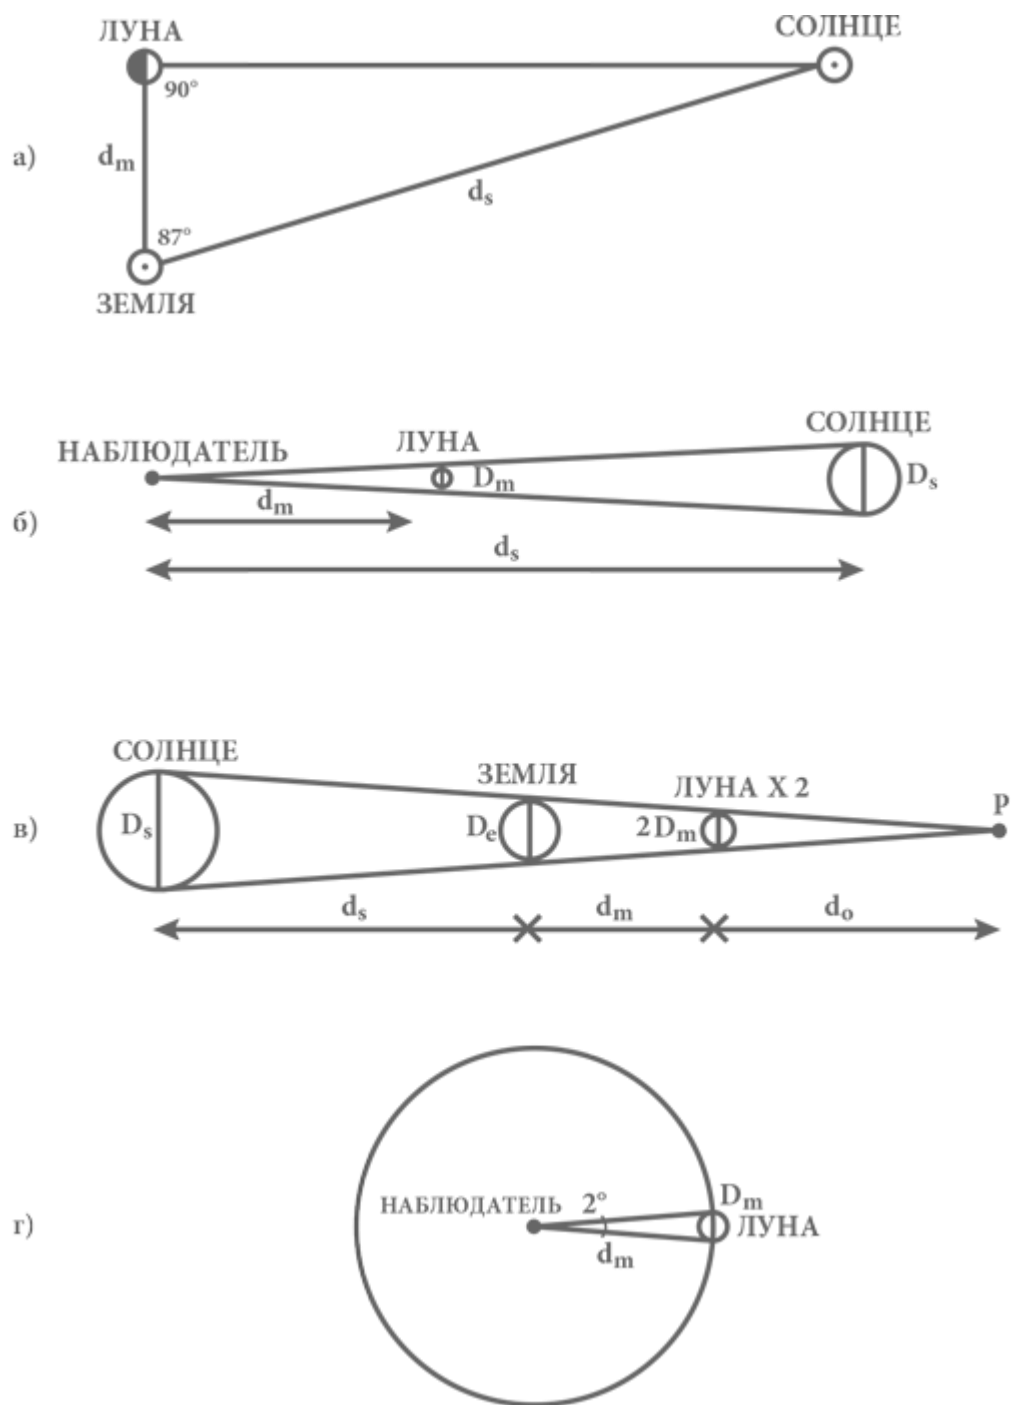 ЛУНА
СОЛНЦЕ
90°
а)
dm
ds
87°
ЗЕМЛЯ
СОЛНЦЕ
НАБЛЮДАТЕЛЬ
ЛУНА
Dm
Ds
dm
б)
ds
СОЛНЦЕ
ЗЕМЛЯ
ЛУНА X 2
P
в)
Ds
De
2Dm
ds
dm
do
Dm
НАБЛЮДАТЕЛЬ
2°
г)
ЛУНА
dm